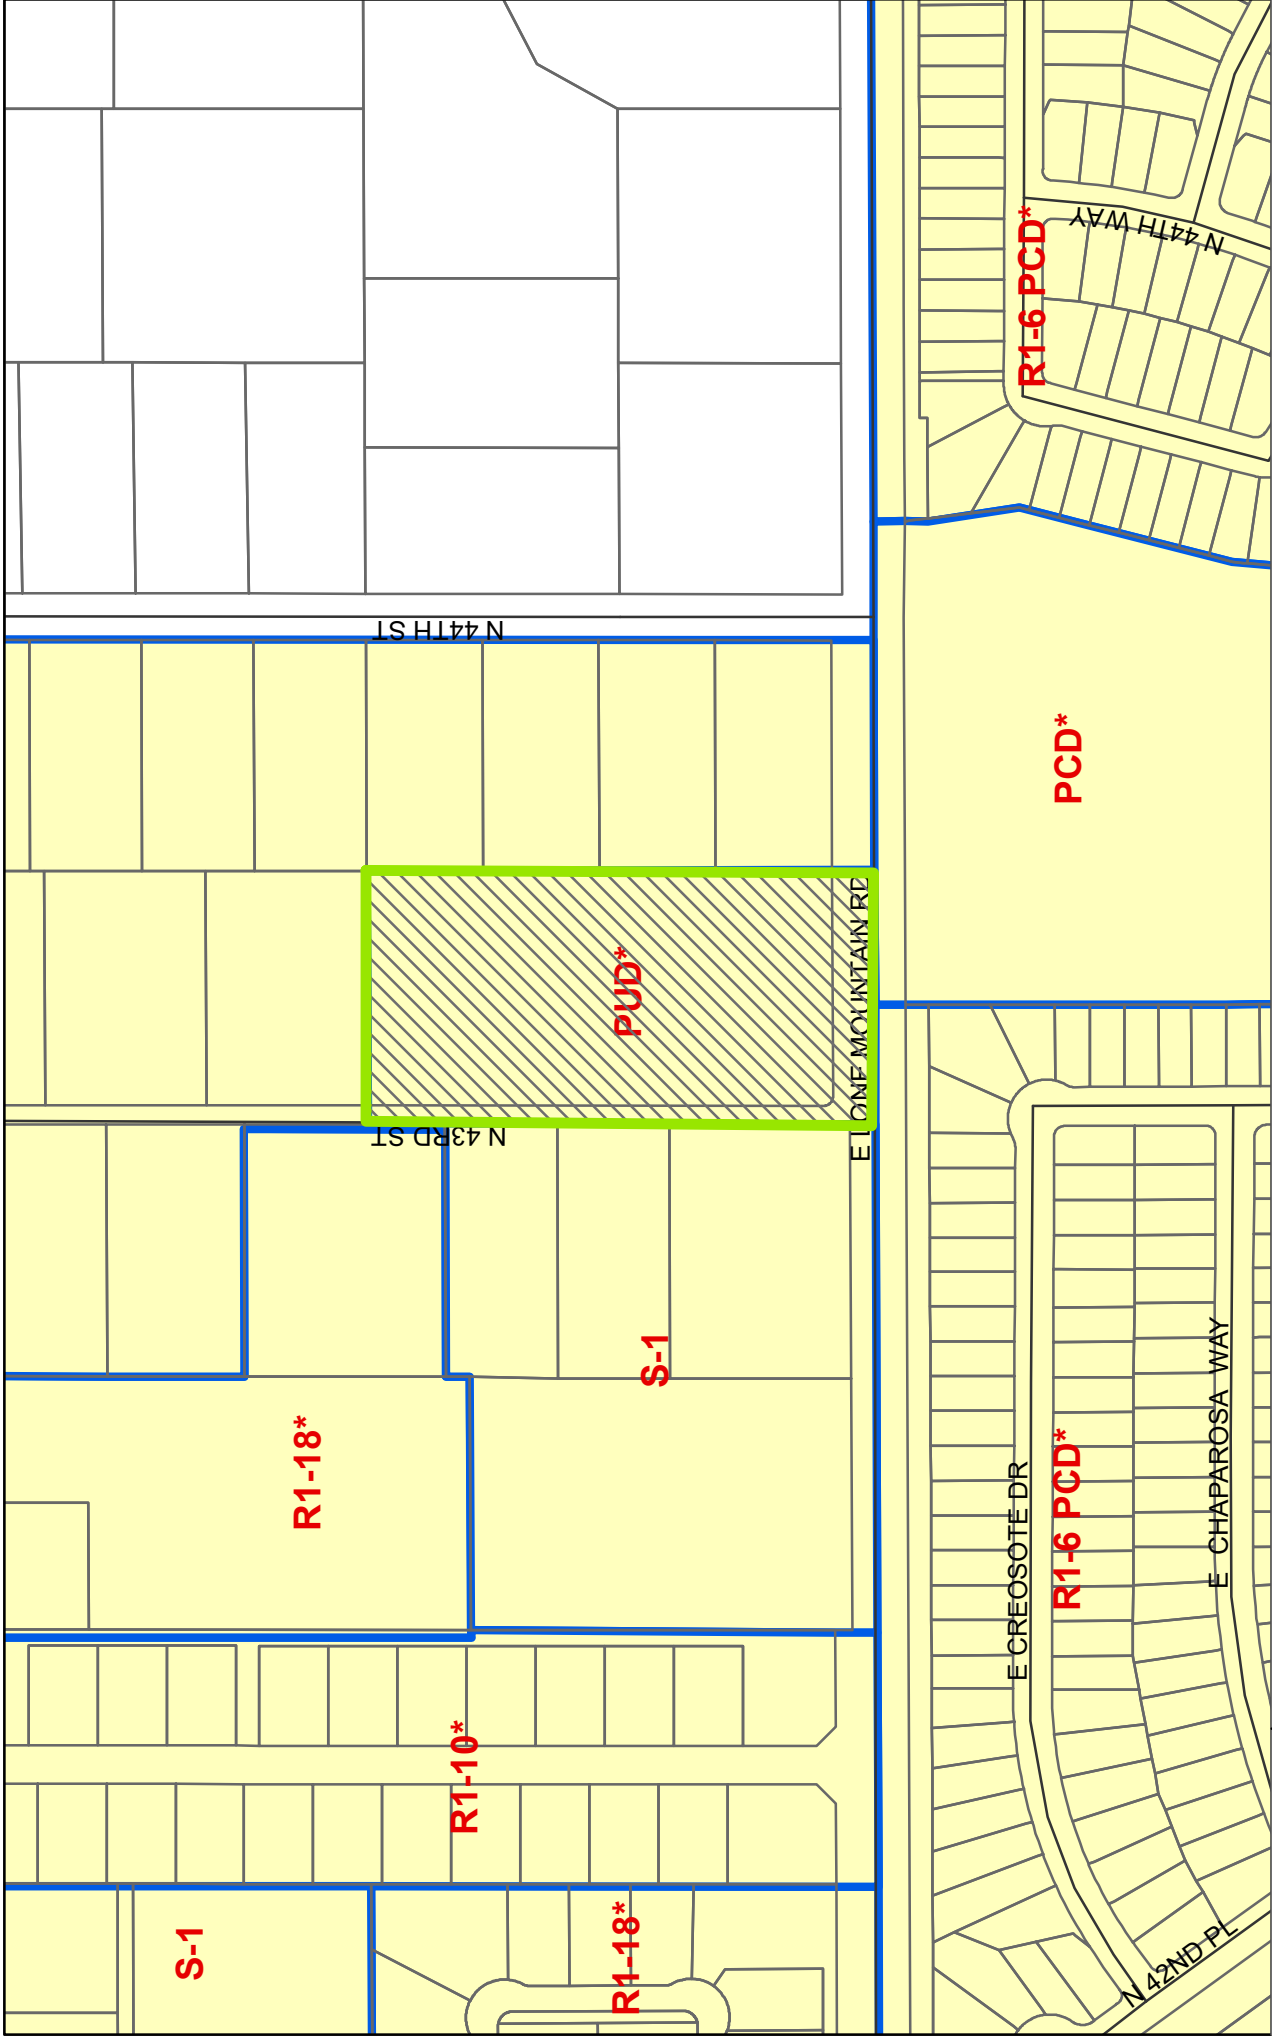 N 44TH WAY
R1-6 PCD*
N 44TH ST
PCD*
PUD*
E LONE MOUNTAIN RD
N 43RD ST
S-1
R1-18*
E CREOSOTE DR
R1-6 PCD*
E CHAPAROSA WAY
R1-10*
S-1
R1-18*
N 42ND PL